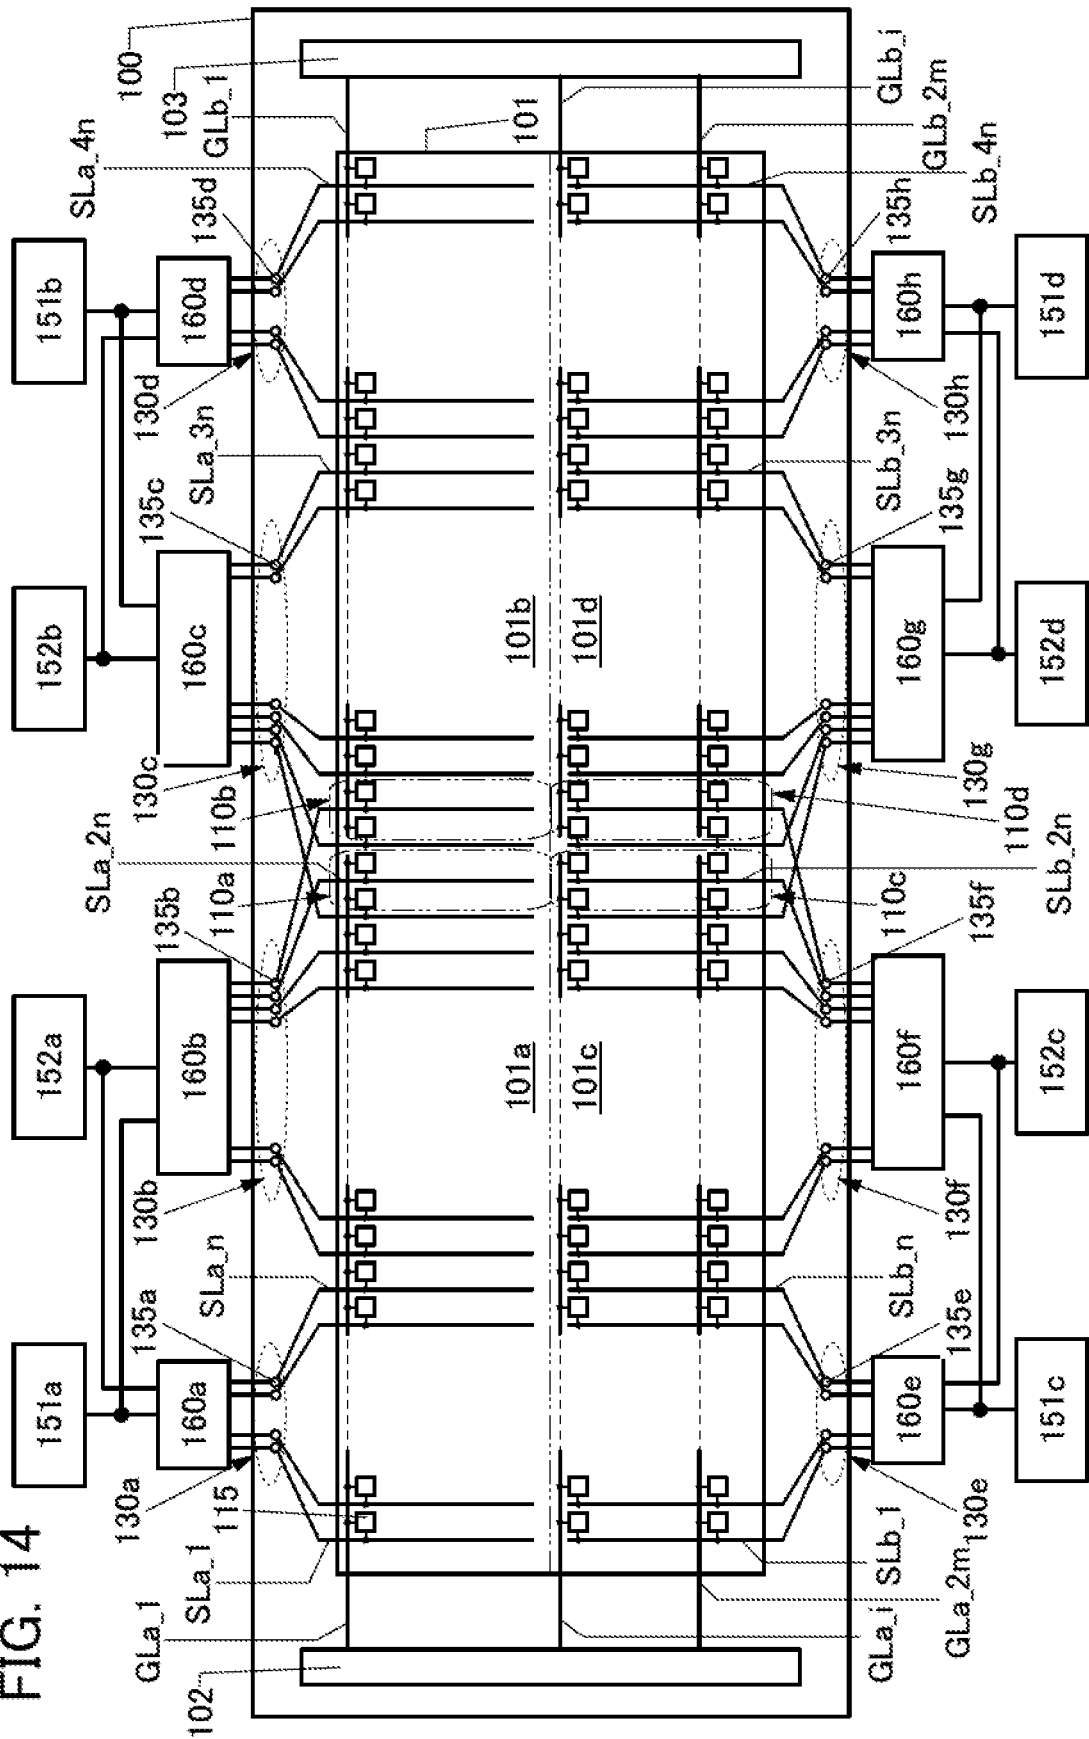 FIG. 14
151a 152a 152b 151b
SLa_2n SLa_4n
130a 130b 130c 130d 100
GLa_1 135a 135b 135c
102 SLa_1 160a SLa_n 160b 160c SLa_3n 160d 135d 103
115 110a 110b GLb_1
101a 101b 101
101c 101d
GLa_i SLb_1 SLb_n 110c SLb_3n 135h GLb_i
160e 160f 160g 160h
GLa_2m 130e 135e 130f 135f 110d 130g 135g 130h SLb_4n GLb_2m
SLb_2n
151c 152c 152d 151d